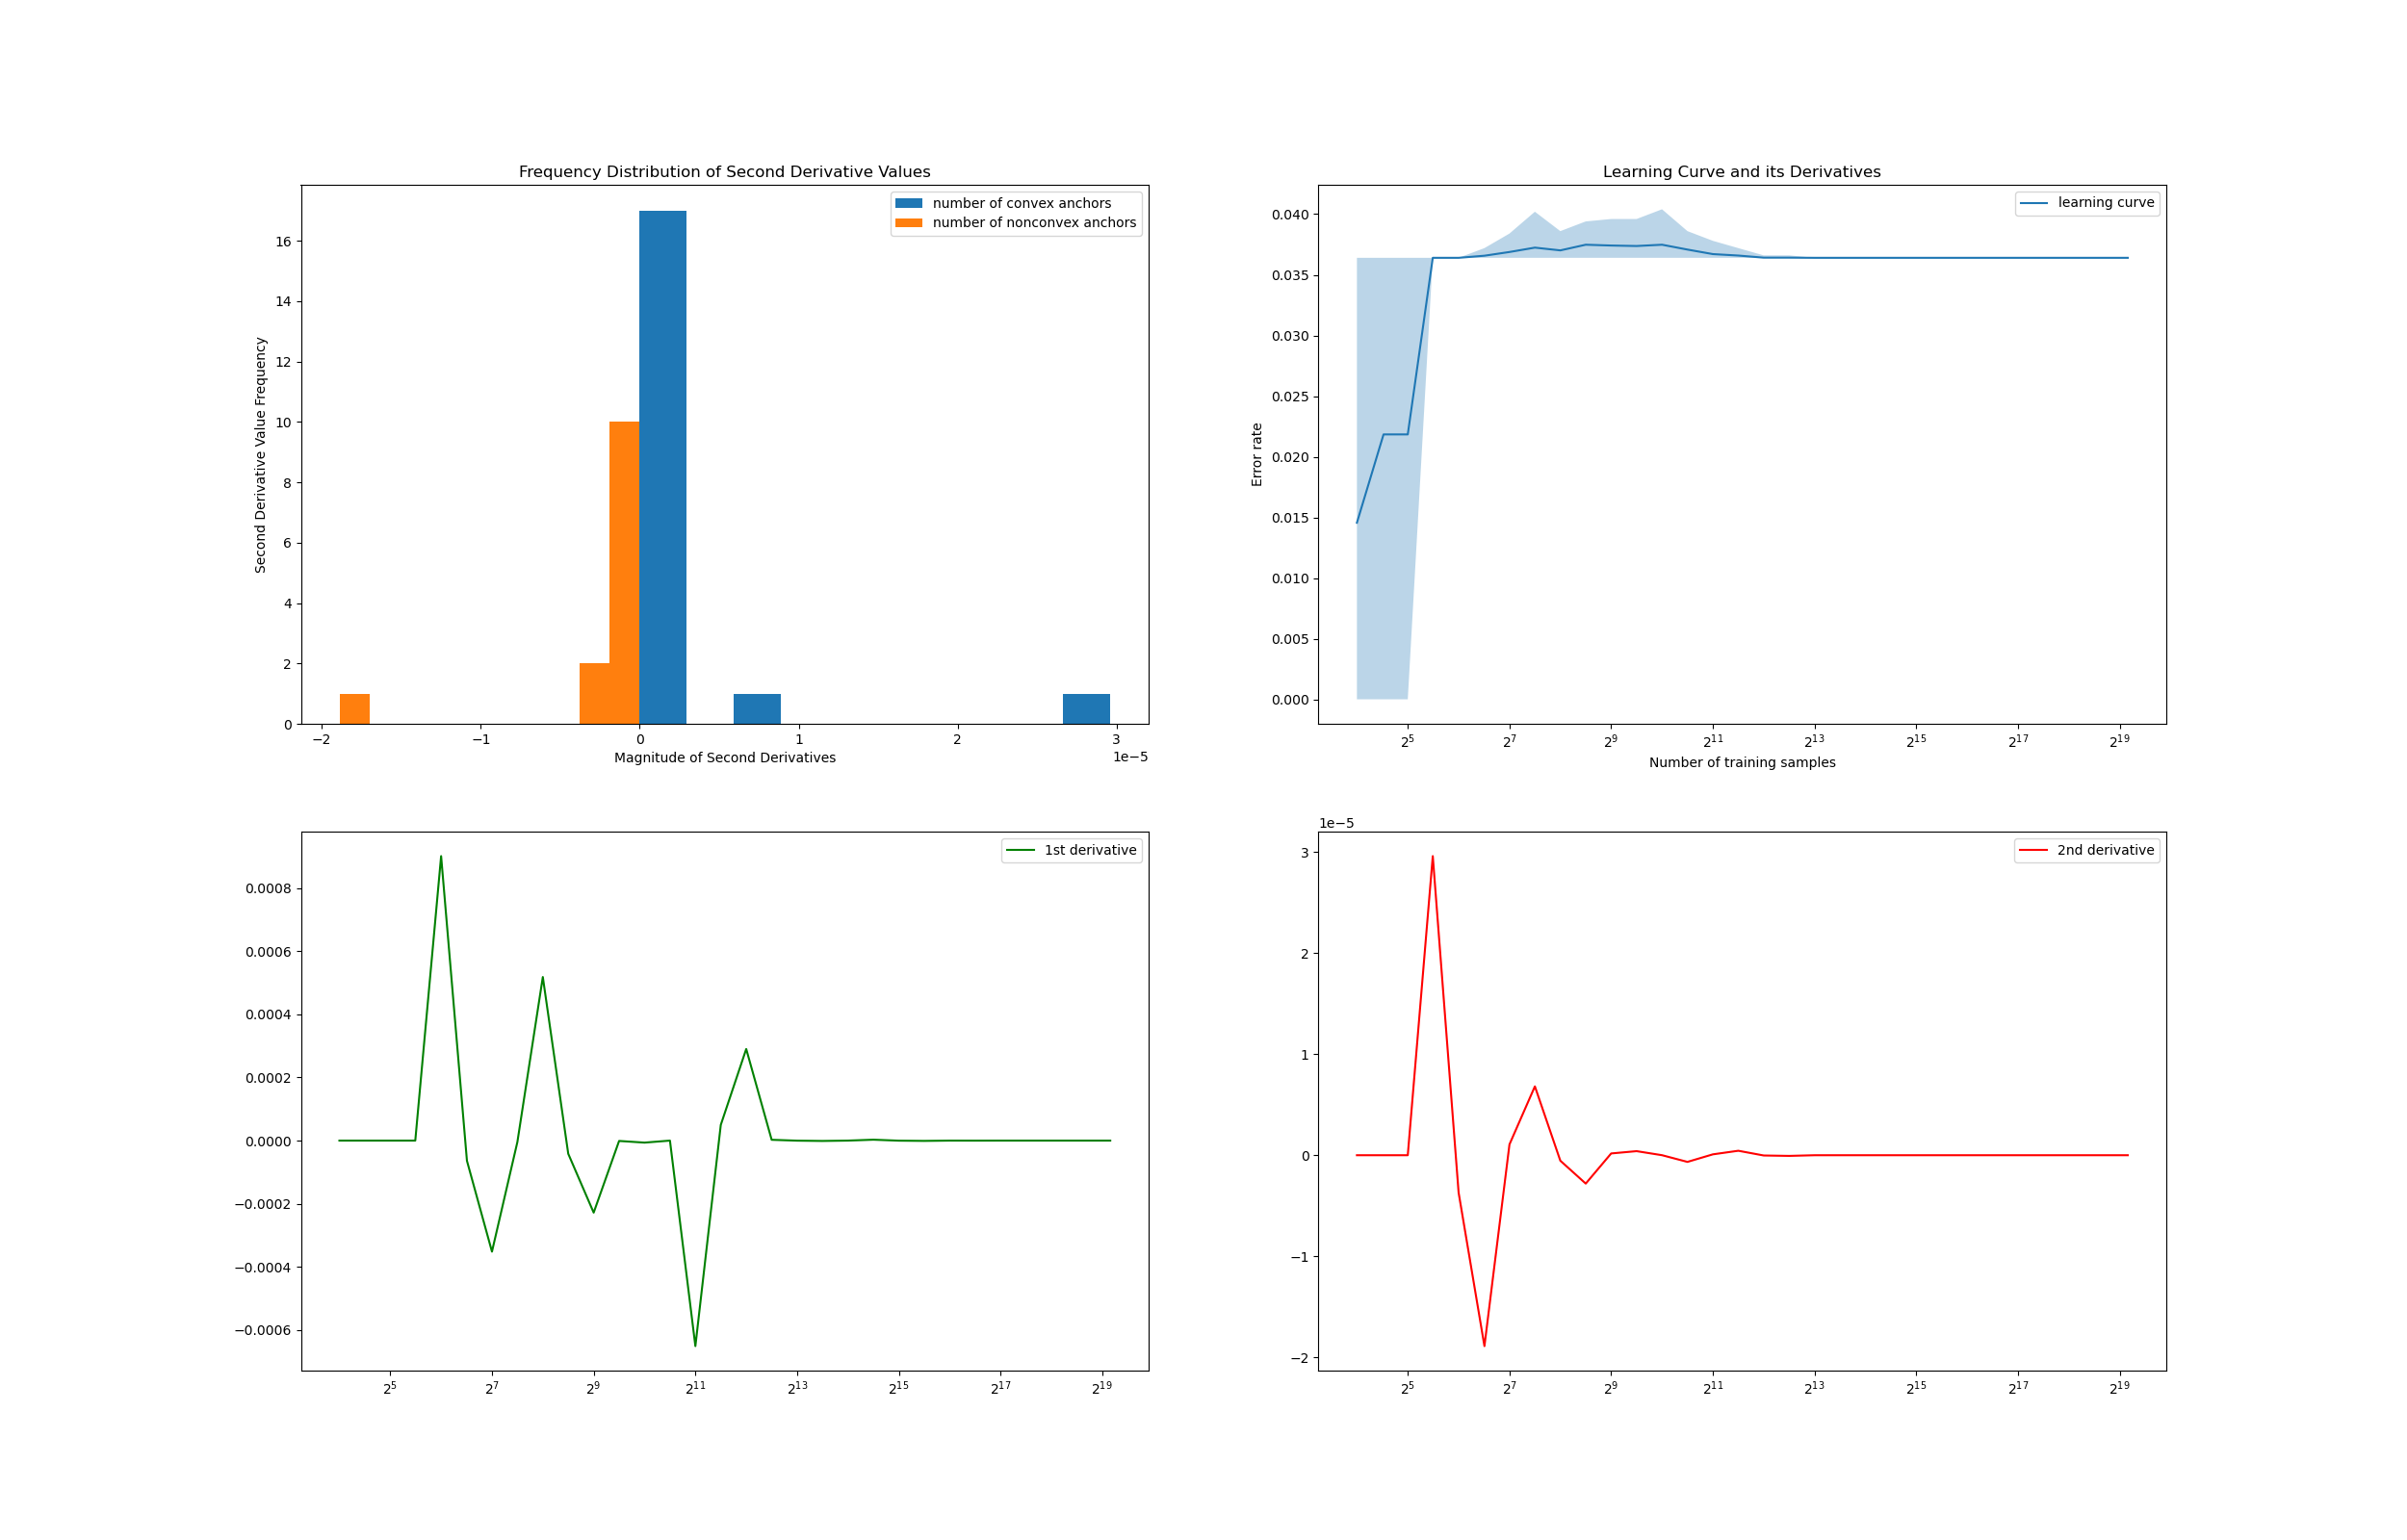 Frequency Distribution of Second Derivative Values
number of convex anchors
number of nonconvex anchors
Second Derivative Value Frequency
16
14
12
10
8
6
4
2
0
−2 −1 0 1 2 3
1e−5
Magnitude of Second Derivatives
Learning Curve and its Derivatives
learning curve
Error rate
0.040
0.035
0.030
0.025
0.020
0.015
0.010
0.005
0.000
2^5 2^7 2^9 2^11 2^13 2^15 2^17 2^19
Number of training samples
1st derivative
0.0008
0.0006
0.0004
0.0002
0.0000
−0.0002
−0.0004
−0.0006
2^5 2^7 2^9 2^11 2^13 2^15 2^17 2^19
1e−5
2nd derivative
3
2
1
0
−1
−2
2^5 2^7 2^9 2^11 2^13 2^15 2^17 2^19